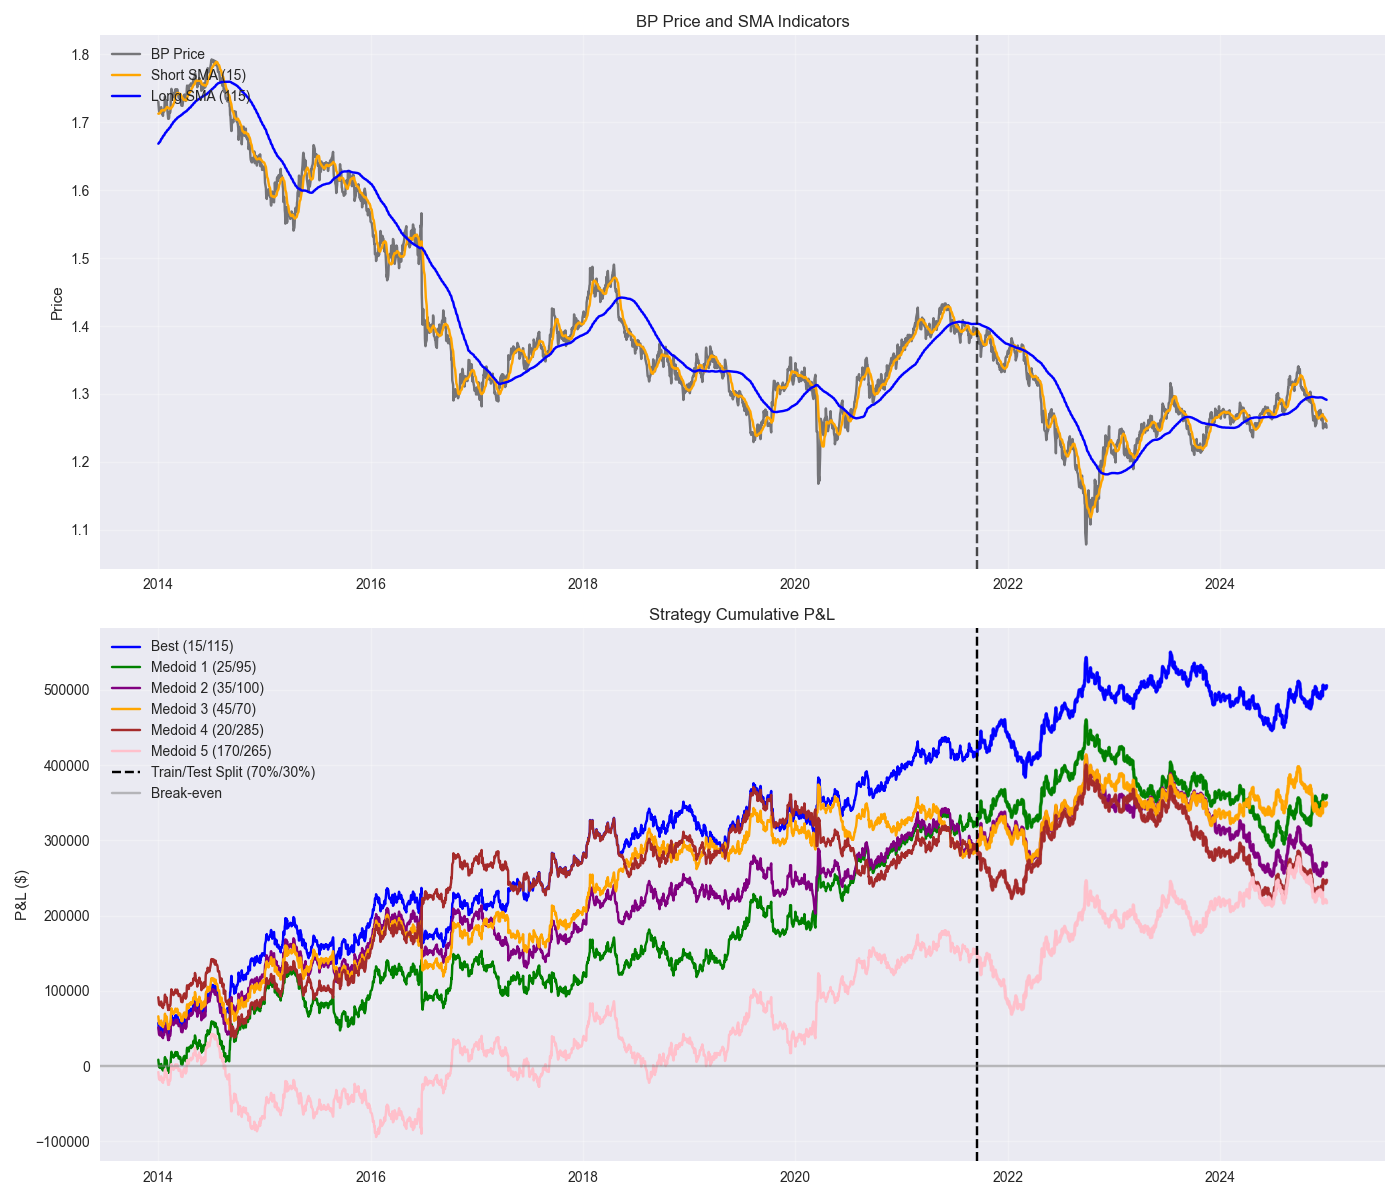 BP Price and SMA Indicators
BP Price
Short SMA (15)
Long SMA (115)
Price
1.8
1.7
1.6
1.5
1.4
1.3
1.2
1.1
2014 2016 2018 2020 2022 2024
Strategy Cumulative P&L
Best (15/115)
Medoid 1 (25/95)
Medoid 2 (35/100)
Medoid 3 (45/70)
Medoid 4 (20/285)
Medoid 5 (170/265)
Train/Test Split (70%/30%)
Break-even
P&L ($)
500000
400000
300000
200000
100000
0
−100000
2014 2016 2018 2020 2022 2024